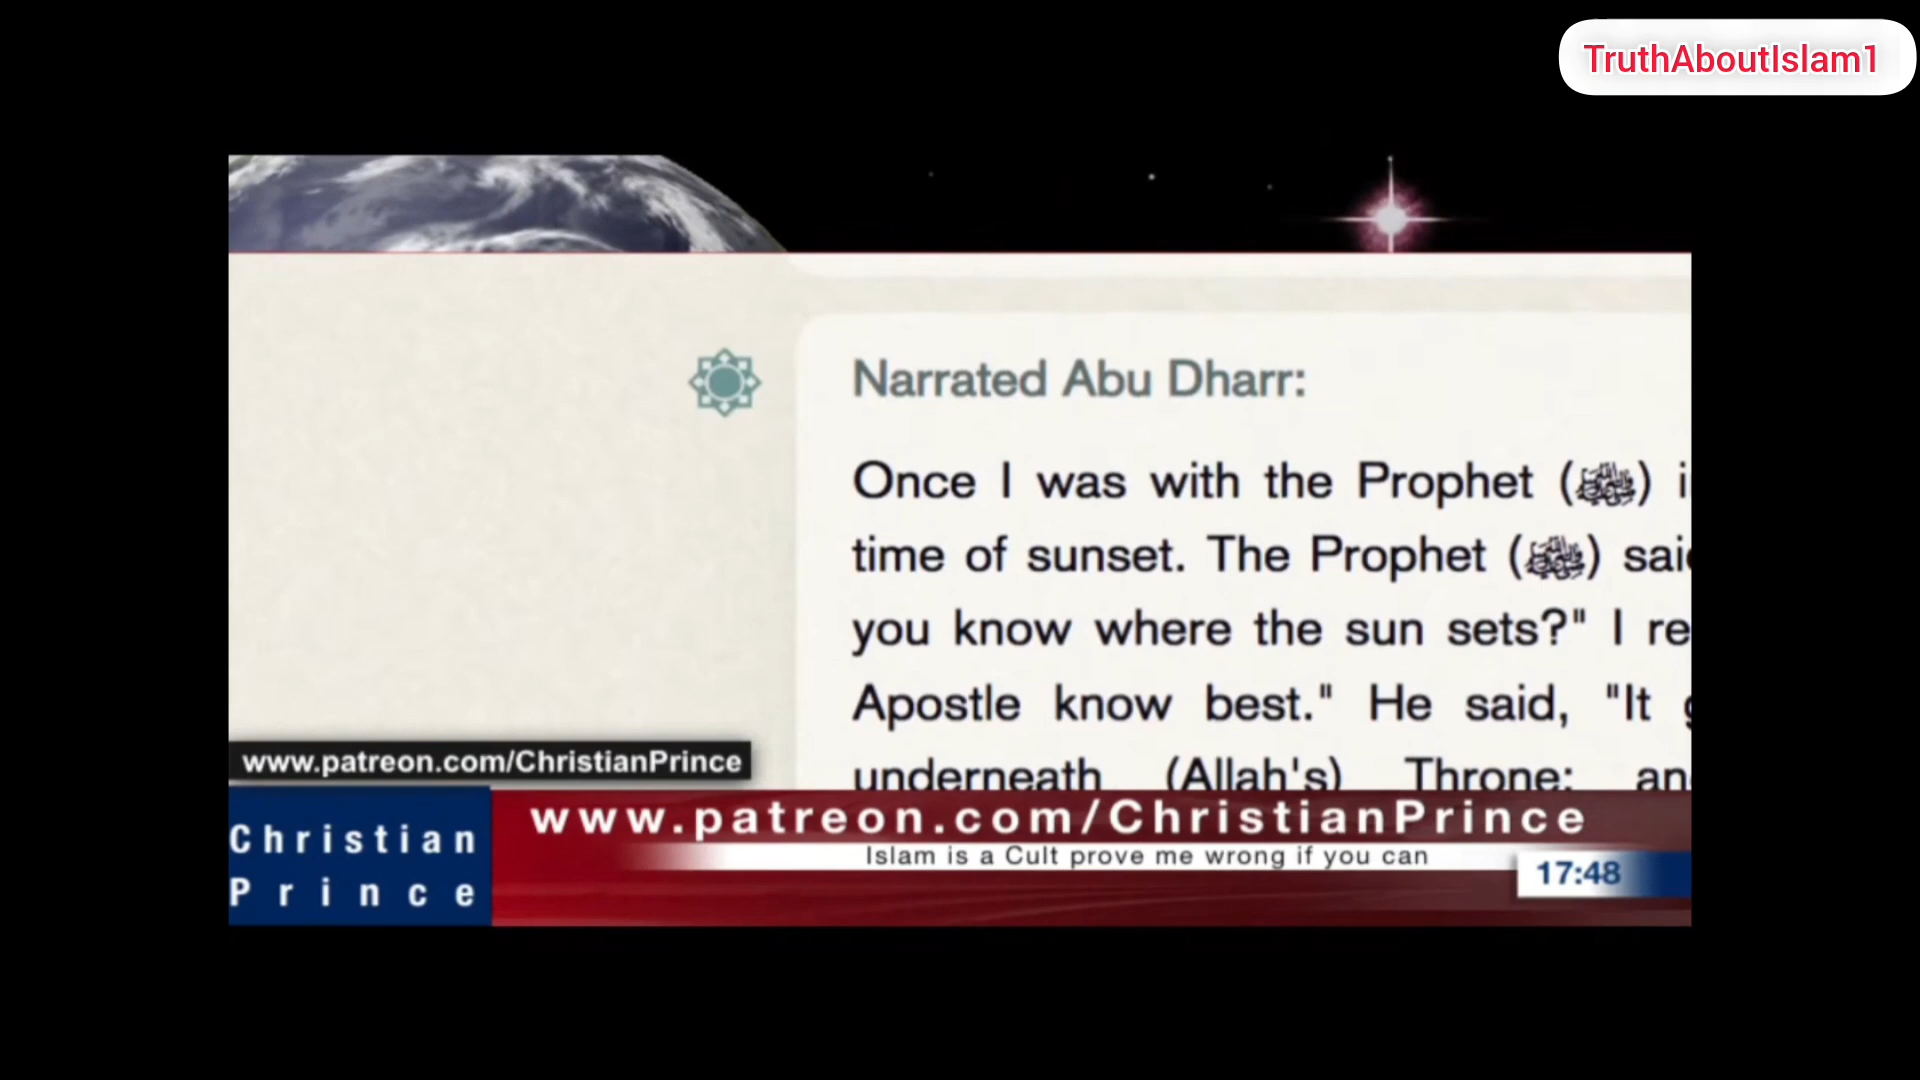 TruthAboutIslam1
Narrated Abu Dharr:
Once I was with the Prophet (ﷺ)
time of sunset. The Prophet (ﷺ)
you know where the sun sets?" I
Apostle know best." He said, "It
underneath (Allah's) Throne;
www.patreon.com/ChristianPrince
Christian
Prince
www.patreon.com/ChristianPrince
Islam is a Cult prove me wrong if you can
17:48